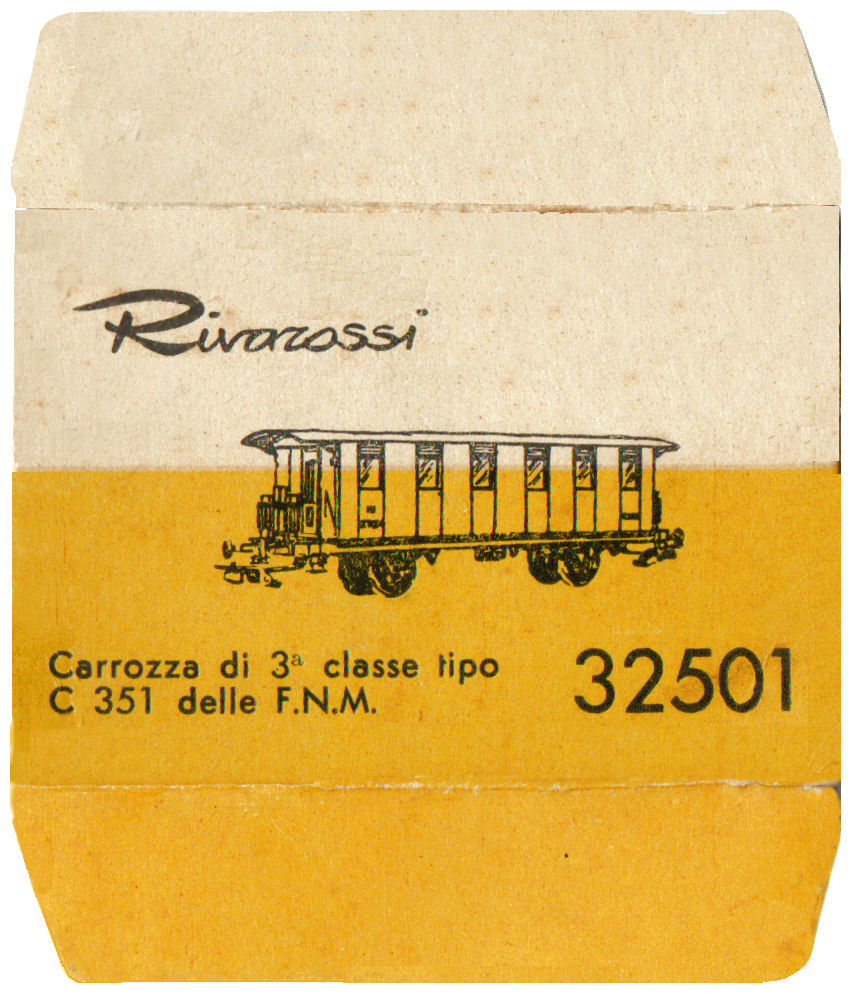 Rivarossi
Carrozza di 3ª classe tipo
C 351 delle F.N.M.
32501